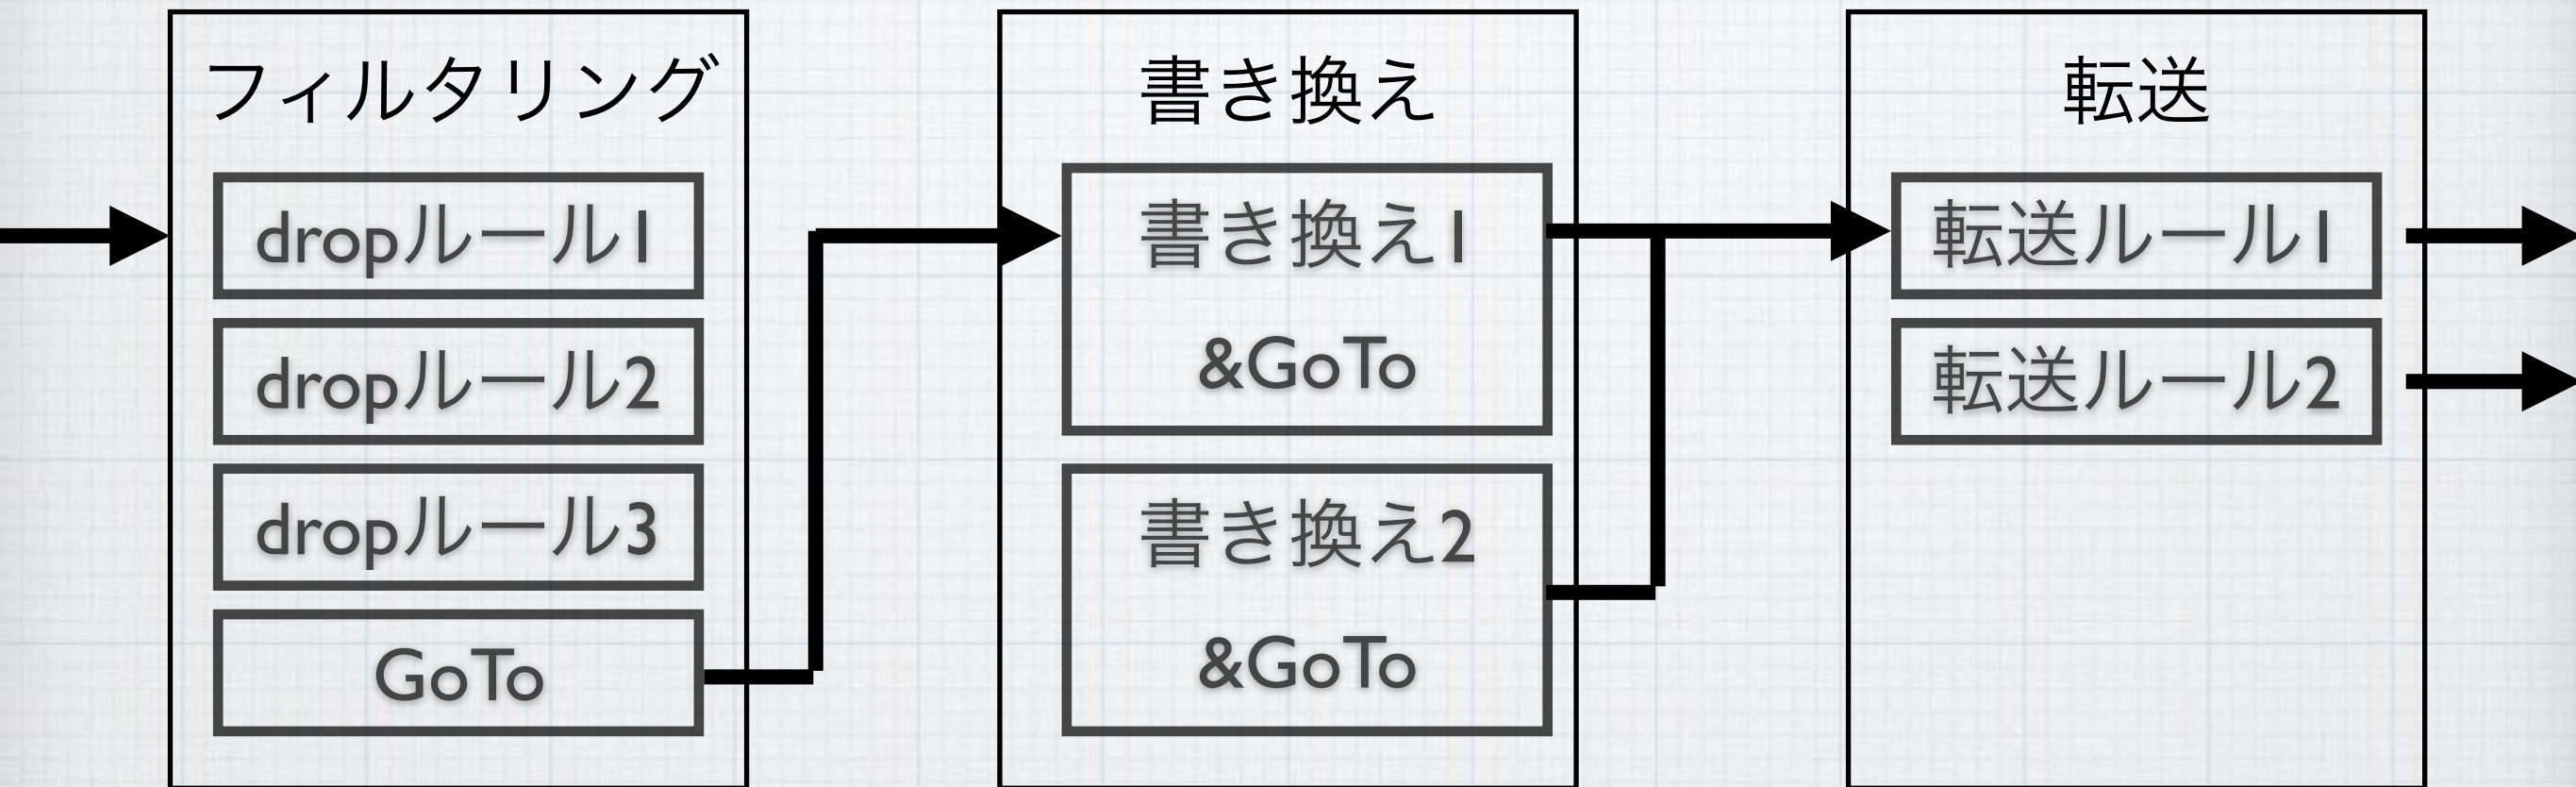 フィルタリング
dropルール1
dropルール2
dropルール3
GoTo
書き換え
書き換え1
&GoTo
書き換え2
&GoTo
転送
転送ルール1
転送ルール2